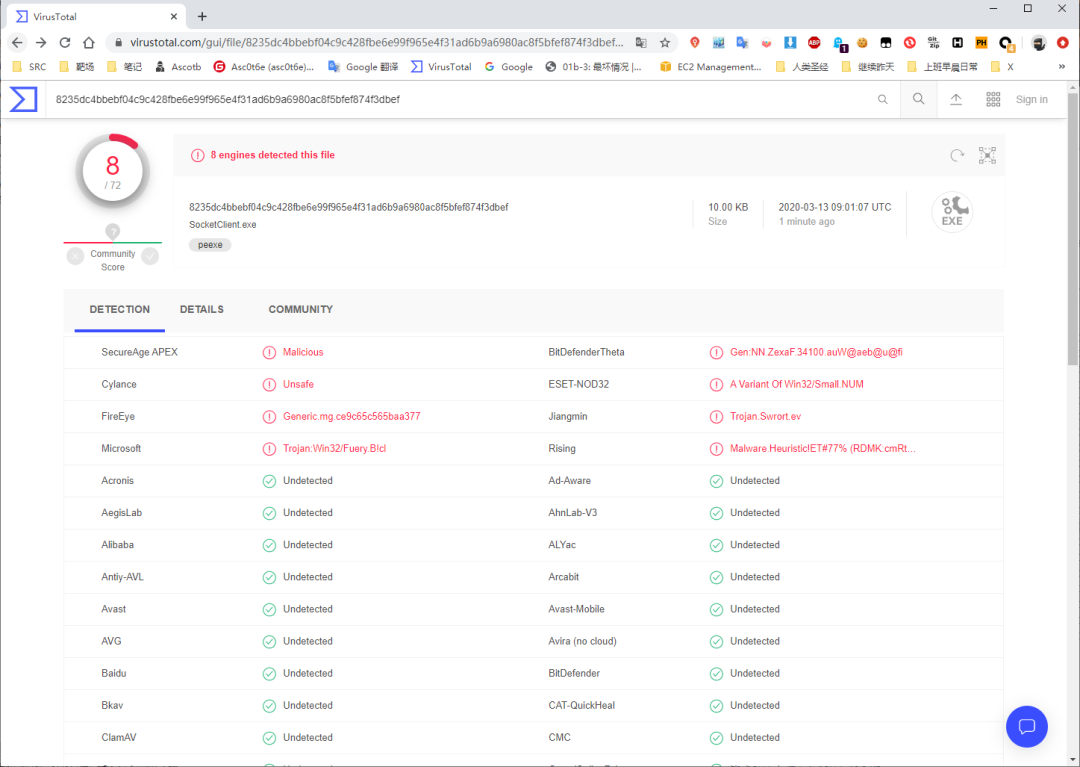 VirusTotal
virustotal.com/gui/file/8235dc4bbebf04c9c428fbe6e99f965e4f31ad6b9a6980ac8f5bfef874f3dbef...
ABP 1 Git Zip H PH 4
SRC 靶场 笔记 Ascotb Asc0t6e (asc0t6e)... Google 翻译 VirusTotal Google 01b-3: 最坏情况 |... EC2 Management... 人类圣经 继续昨天 上班早晨日常 X »
8235dc4bbebf04c9c428fbe6e99f965e4f31ad6b9a6980ac8f5bfef874f3dbef Sign in
8
/ 72
8 engines detected this file
8235dc4bbebf04c9c428fbe6e99f965e4f31ad6b9a6980ac8f5bfef874f3dbef
SocketClient.exe
peexe
10.00 KB
Size
2020-03-13 09:01:07 UTC
1 minute ago
EXE
?
Community
Score
DETECTION DETAILS COMMUNITY
SecureAge APEX Malicious BitDefenderTheta Gen:NN.ZexaF.34100.auW@aeb@u@fi
Cylance Unsafe ESET-NOD32 A Variant Of Win32/Small.NUM
FireEye Generic.mg.ce9c65c565baa377 Jiangmin Trojan.Swrort.ev
Microsoft Trojan:Win32/Fuery.B!cl Rising Malware.Heuristic!ET#77% (RDMK:cmRt...
Acronis Undetected Ad-Aware Undetected
AegisLab Undetected AhnLab-V3 Undetected
Alibaba Undetected ALYac Undetected
Antiy-AVL Undetected Arcabit Undetected
Avast Undetected Avast-Mobile Undetected
AVG Undetected Avira (no cloud) Undetected
Baidu Undetected BitDefender Undetected
Bkav Undetected CAT-QuickHeal Undetected
ClamAV Undetected CMC Undetected